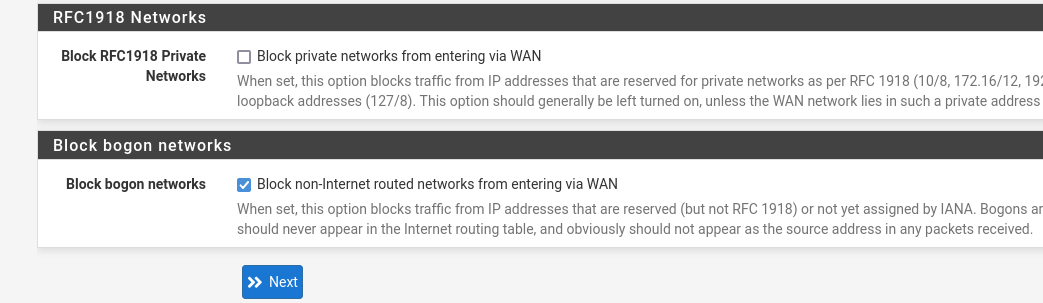 RFC1918 Networks
Block RFC1918 Private Networks
Block private networks from entering via WAN
When set, this option blocks traffic from IP addresses that are reserved for private networks as per RFC 1918 (10/8, 172.16/12, 192
loopback addresses (127/8). This option should generally be left turned on, unless the WAN network lies in such a private address
Block bogon networks
Block bogon networks
Block non-Internet routed networks from entering via WAN
When set, this option blocks traffic from IP addresses that are reserved (but not RFC 1918) or not yet assigned by IANA. Bogons ar
should never appear in the Internet routing table, and obviously should not appear as the source address in any packets received.
Next